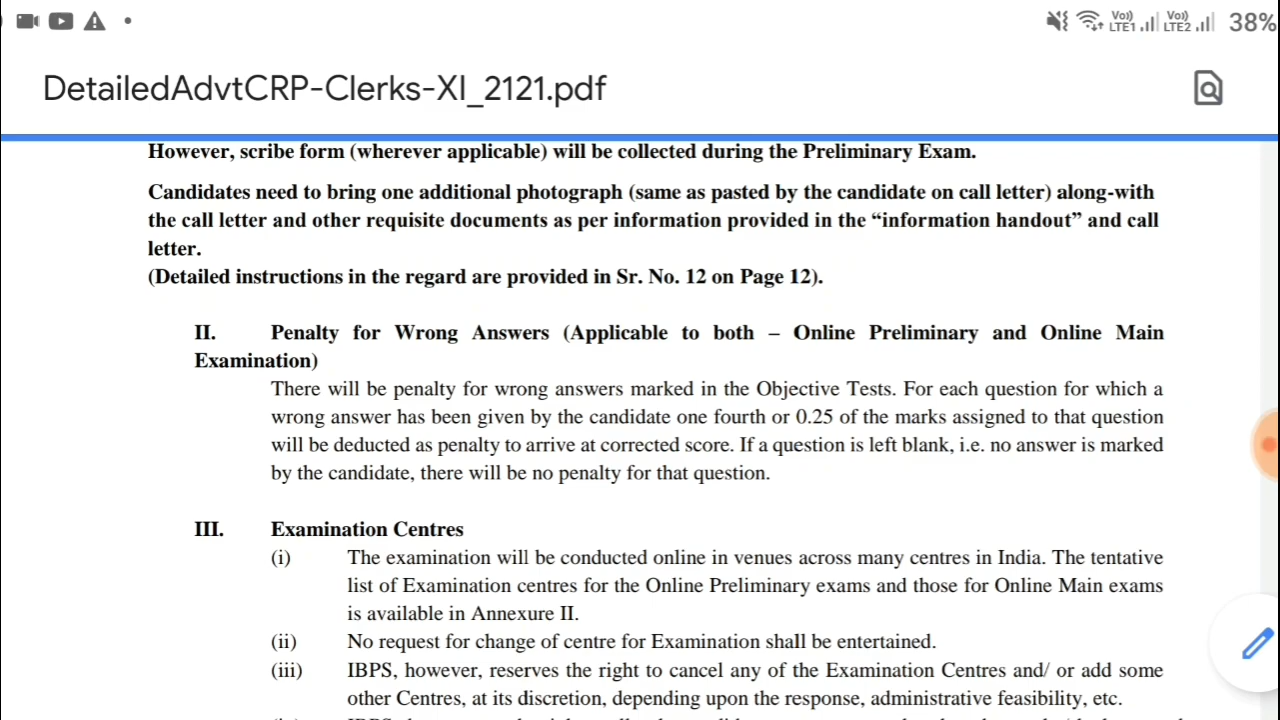 Vo)) LTE1 Vo)) LTE2 38%
DetailedAdvtCRP-Clerks-XI_2121.pdf
However, scribe form (wherever applicable) will be collected during the Preliminary Exam.
Candidates need to bring one additional photograph (same as pasted by the candidate on call letter) along-with
the call letter and other requisite documents as per information provided in the “information handout” and call
letter.
(Detailed instructions in the regard are provided in Sr. No. 12 on Page 12).
II. Penalty for Wrong Answers (Applicable to both – Online Preliminary and Online Main
Examination)
There will be penalty for wrong answers marked in the Objective Tests. For each question for which a
wrong answer has been given by the candidate one fourth or 0.25 of the marks assigned to that question
will be deducted as penalty to arrive at corrected score. If a question is left blank, i.e. no answer is marked
by the candidate, there will be no penalty for that question.
III. Examination Centres
(i) The examination will be conducted online in venues across many centres in India. The tentative
list of Examination centres for the Online Preliminary exams and those for Online Main exams
is available in Annexure II.
(ii) No request for change of centre for Examination shall be entertained.
(iii) IBPS, however, reserves the right to cancel any of the Examination Centres and/ or add some
other Centres, at its discretion, depending upon the response, administrative feasibility, etc.